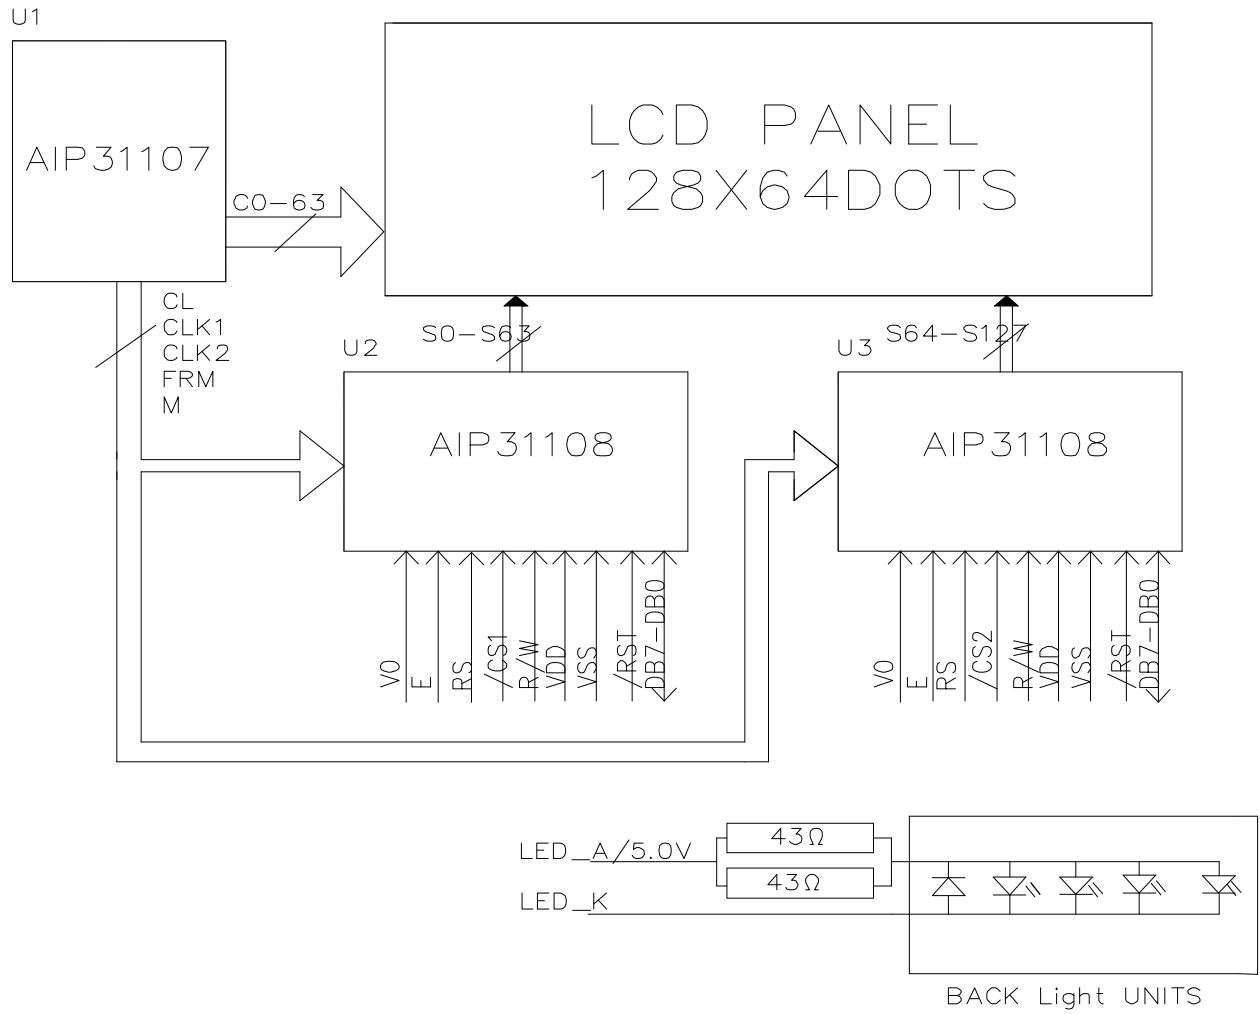 U1
AIP31107
LCD PANEL
128X64DOTS
C0-63
CL
CLK1
CLK2
FRM
M
S0-S63
U2
AIP31108
S64-S127
U3
AIP31108
V0
E
RS
/CS1
R/W
VDD
VSS
/RST
DB7-DB0
V0
E
RS
/CS2
R/W
VDD
VSS
/RST
DB7-DB0
LED_A/5.0V
43Ω
43Ω
LED_K
BACK Light UNITS